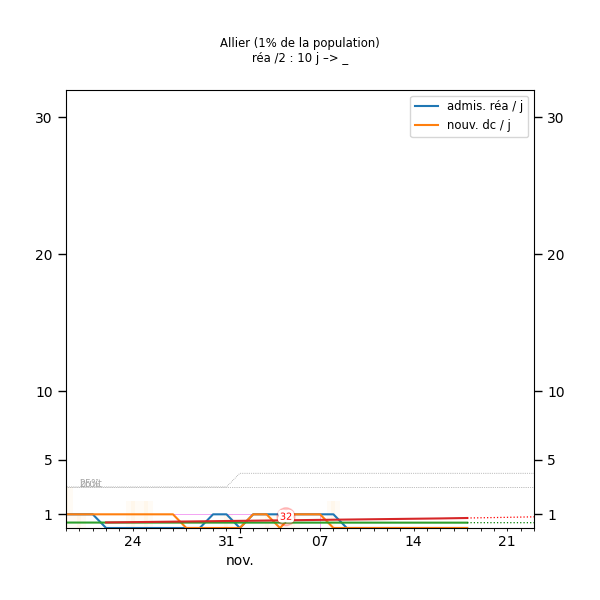 Allier (1% de la population)
réa /2 : 10 j –> _
admis. réa / j
nouv. dc / j
30 30
20 20
10 10
5 5
32
1 1
24 31 - 07 14 21
nov.